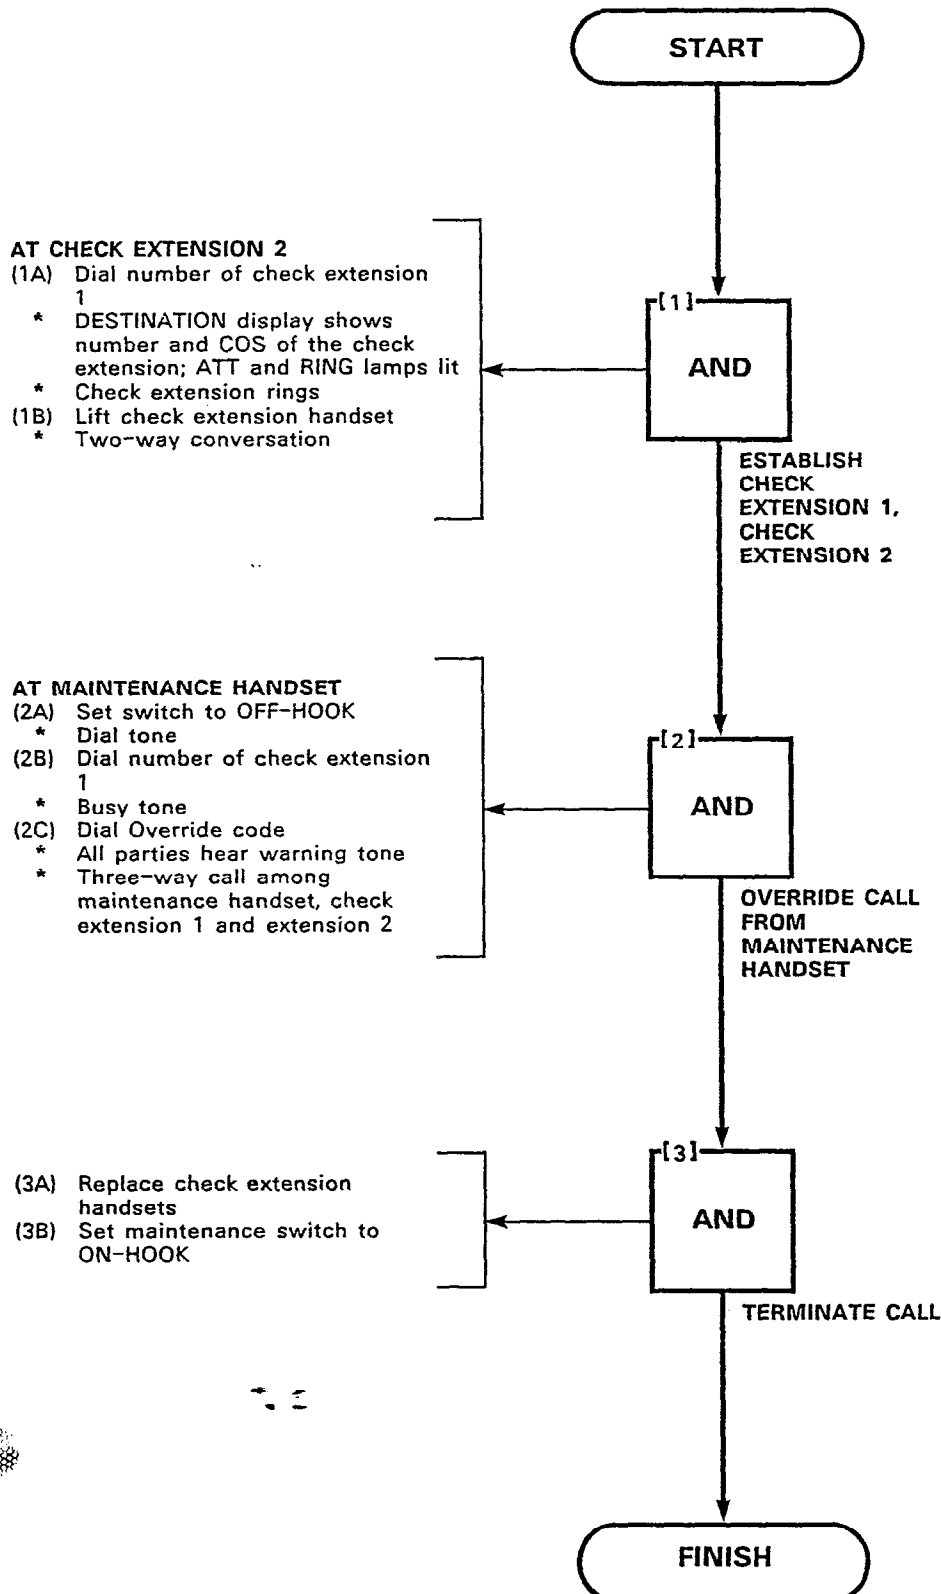 START
AT CHECK EXTENSION 2
(1A) Dial number of check extension
1
* DESTINATION display shows
number and COS of the check
extension; ATT and RING lamps lit
* Check extension rings
(1B) Lift check extension handset
* Two-way conversation
[1]
AND
ESTABLISH
CHECK
EXTENSION 1,
CHECK
EXTENSION 2
AT MAINTENANCE HANDSET
(2A) Set switch to OFF-HOOK
* Dial tone
(2B) Dial number of check extension
1
* Busy tone
(2C) Dial Override code
* All parties hear warning tone
* Three-way call among
maintenance handset, check
extension 1 and extension 2
[2]
AND
OVERRIDE CALL
FROM
MAINTENANCE
HANDSET
(3A) Replace check extension
handsets
(3B) Set maintenance switch to
ON-HOOK
[3]
AND
TERMINATE CALL
FINISH